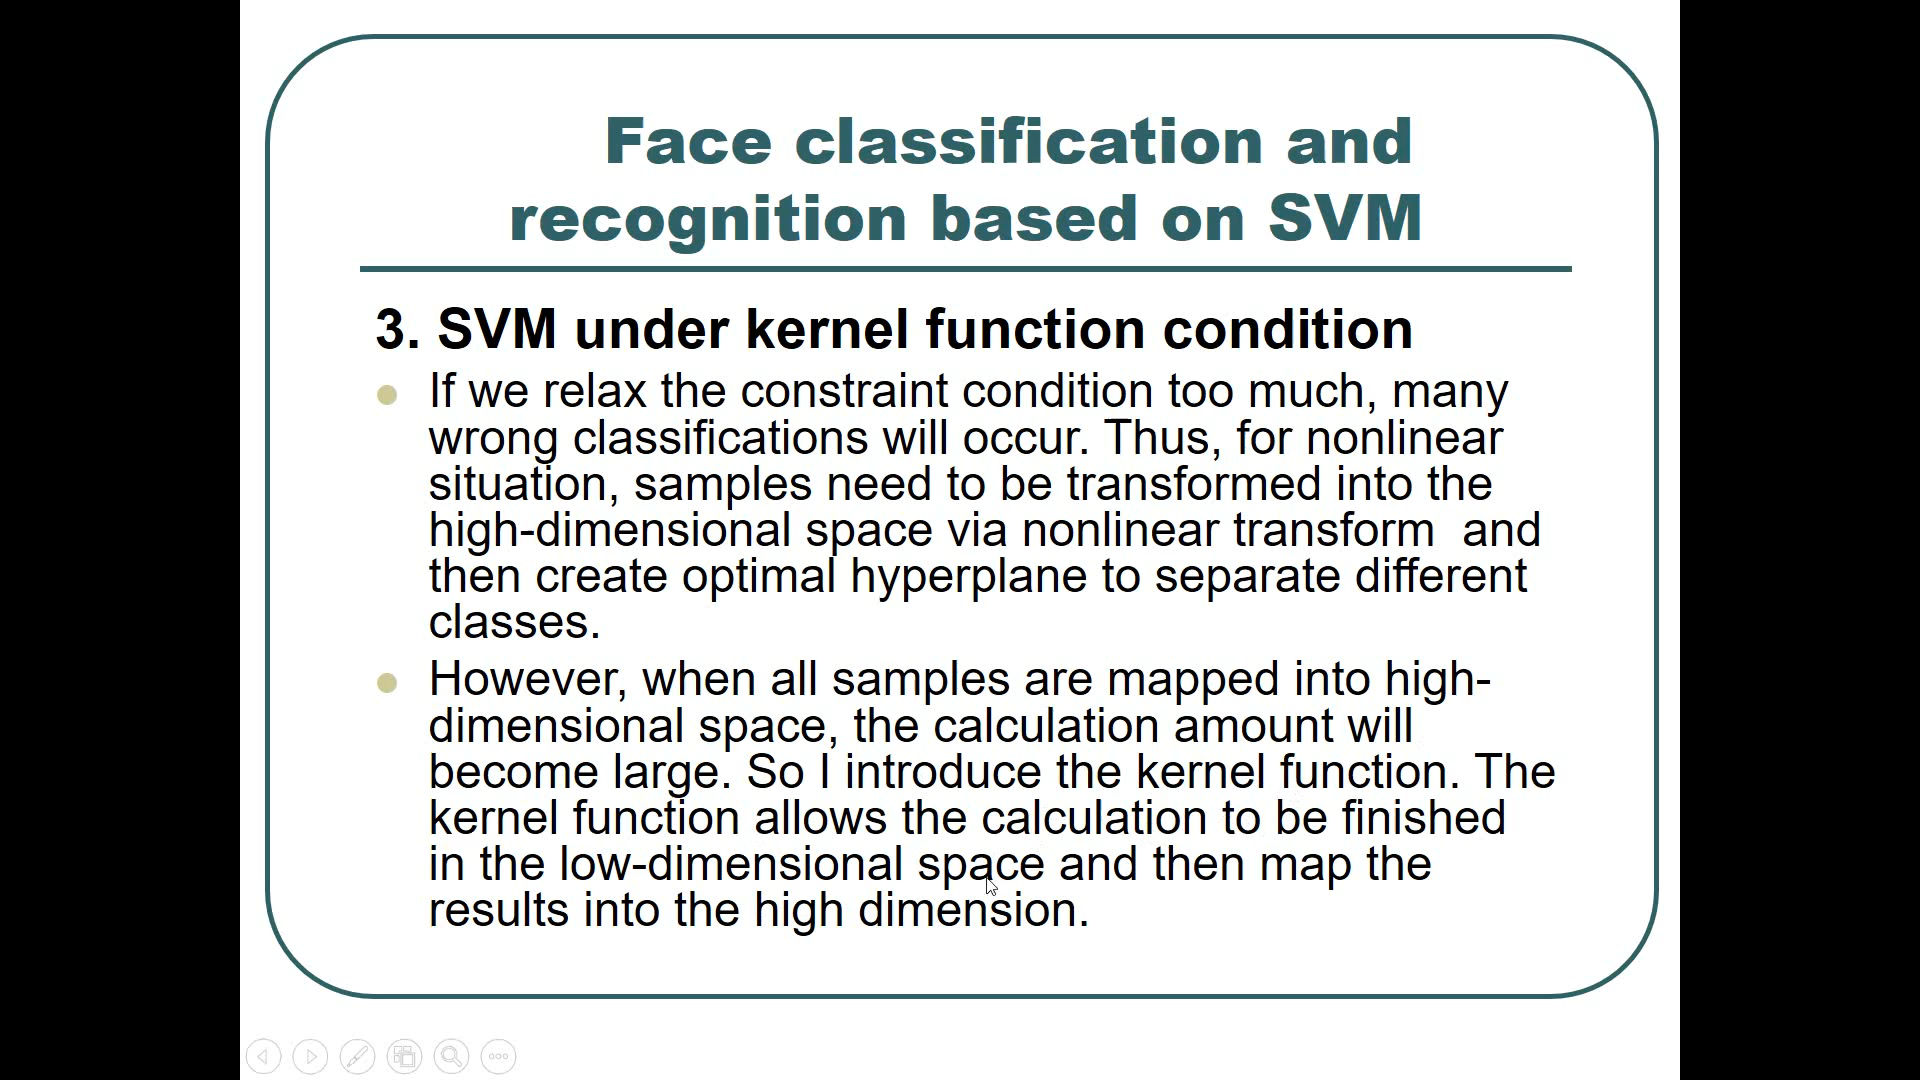 Face classification and
recognition based on SVM
3. SVM under kernel function condition
If we relax the constraint condition too much, many
wrong classifications will occur. Thus, for nonlinear
situation, samples need to be transformed into the
high-dimensional space via nonlinear transform  and
then create optimal hyperplane to separate different
classes.
However, when all samples are mapped into high-
dimensional space, the calculation amount will
become large. So I introduce the kernel function. The
kernel function allows the calculation to be finished
in the low-dimensional space and then map the
results into the high dimension.